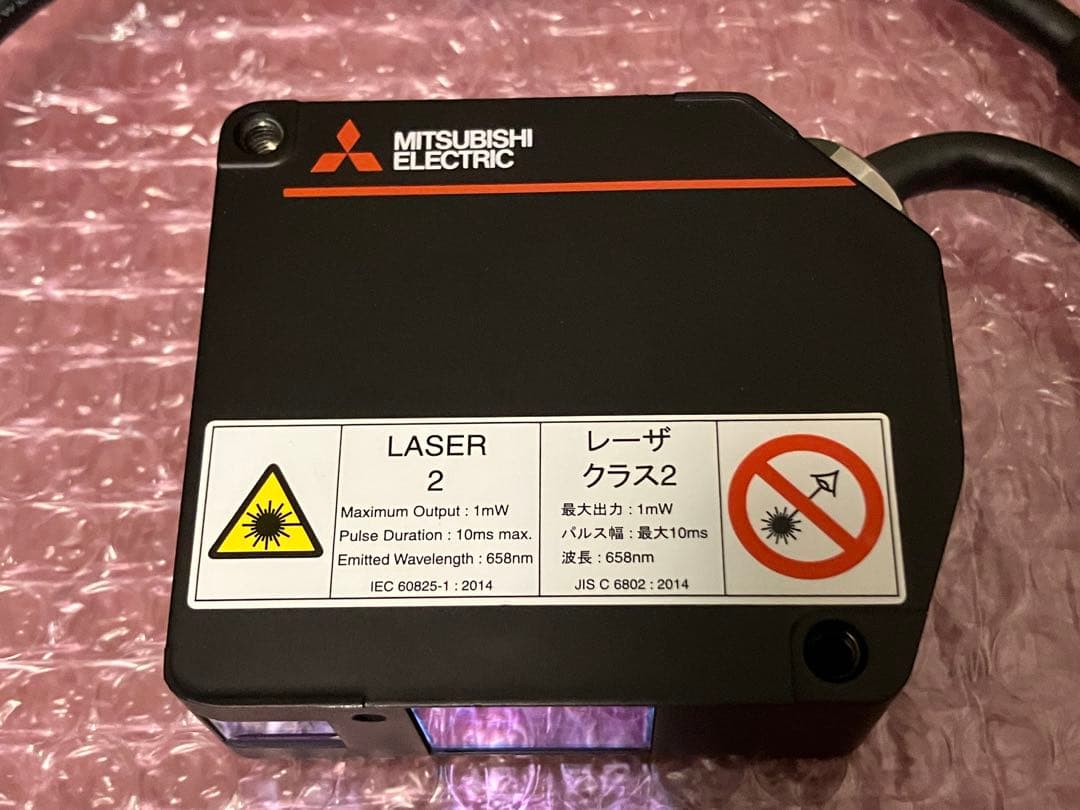 MITSUBISHI
ELECTRIC
LASER
2
Maximum Output : 1mW
Pulse Duration : 10ms max.
Emitted Wavelength : 658nm
IEC 60825-1 : 2014
レーザ
クラス2
最大出力 : 1mW
パルス幅 : 最大10ms
波長 : 658nm
JIS C 6802 : 2014